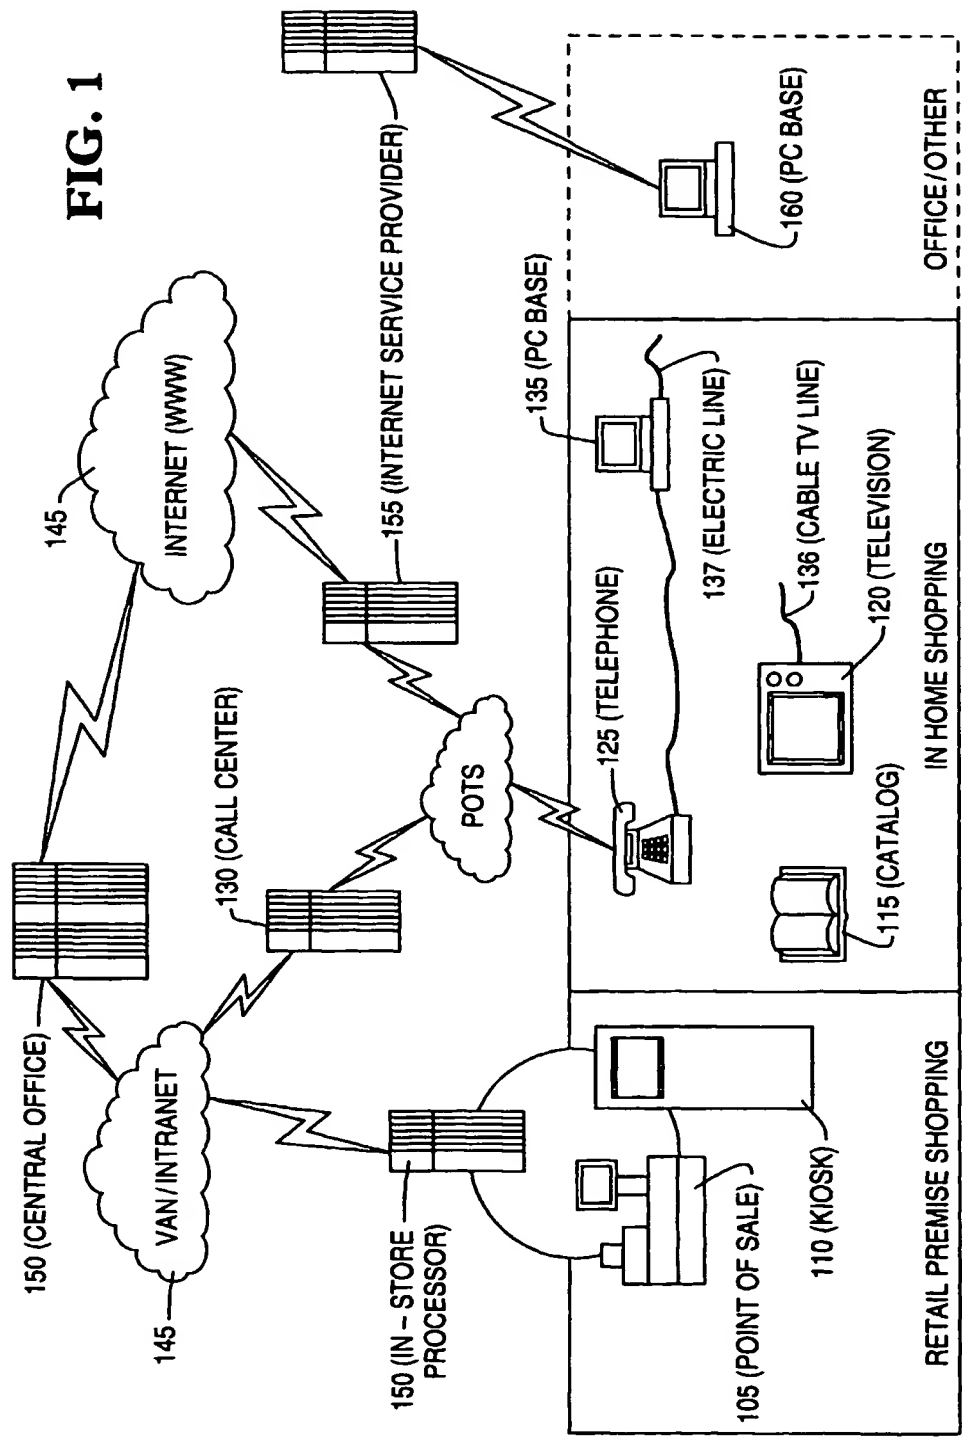 FIG. 1
150 (CENTRAL OFFICE)
145
INTERNET (WWW)
145
VAN/INTRANET
130 (CALL CENTER)
155 (INTERNET SERVICE PROVIDER)
POTS
150 (IN-STORE
PROCESSOR)
125 (TELEPHONE)
135 (PC BASE)
137 (ELECTRIC LINE)
160 (PC BASE)
105 (POINT OF SALE)
110 (KIOSK)
115 (CATALOG)
136 (CABLE TV LINE)
120 (TELEVISION)
RETAIL PREMISE SHOPPING
IN HOME SHOPPING
OFFICE/OTHER